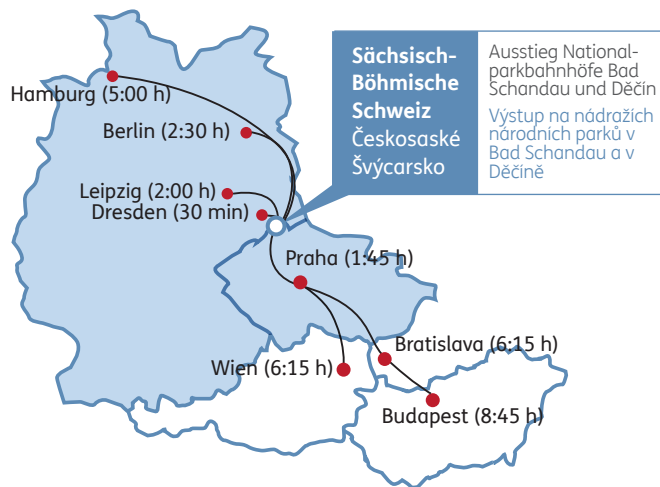 Sächsisch-
Böhmische
Schweiz
Českosaské
Švýcarsko
Ausstieg National-
parkbahnhöfe Bad
Schandau und Děčín
Výstup na nádražích
národních parků v
Bad Schandau a v
Děčíně
Hamburg (5:00 h)
Berlin (2:30 h)
Leipzig (2:00 h)
Dresden (30 min)
Praha (1:45 h)
Bratislava (6:15 h)
Wien (6:15 h)
Budapest (8:45 h)